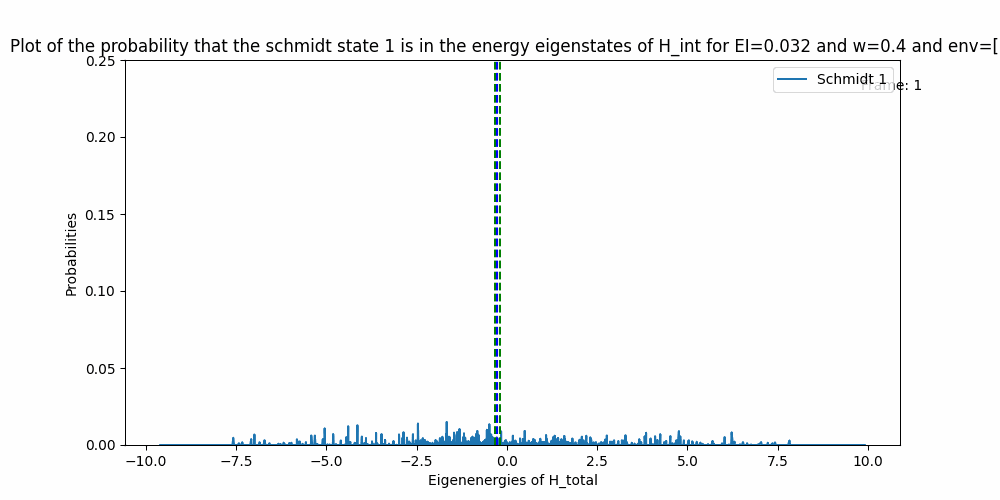 Plot of the probability that the schmidt state 1 is in the energy eigenstates of H_int for EI=0.032 and w=0.4 and env=[
Schmidt 1
Frame: 1
0.25
0.20
0.15
0.10
0.05
0.00
Probabilities
−10.0 −7.5 −5.0 −2.5 0.0 2.5 5.0 7.5 10.0
Eigenenergies of H_total